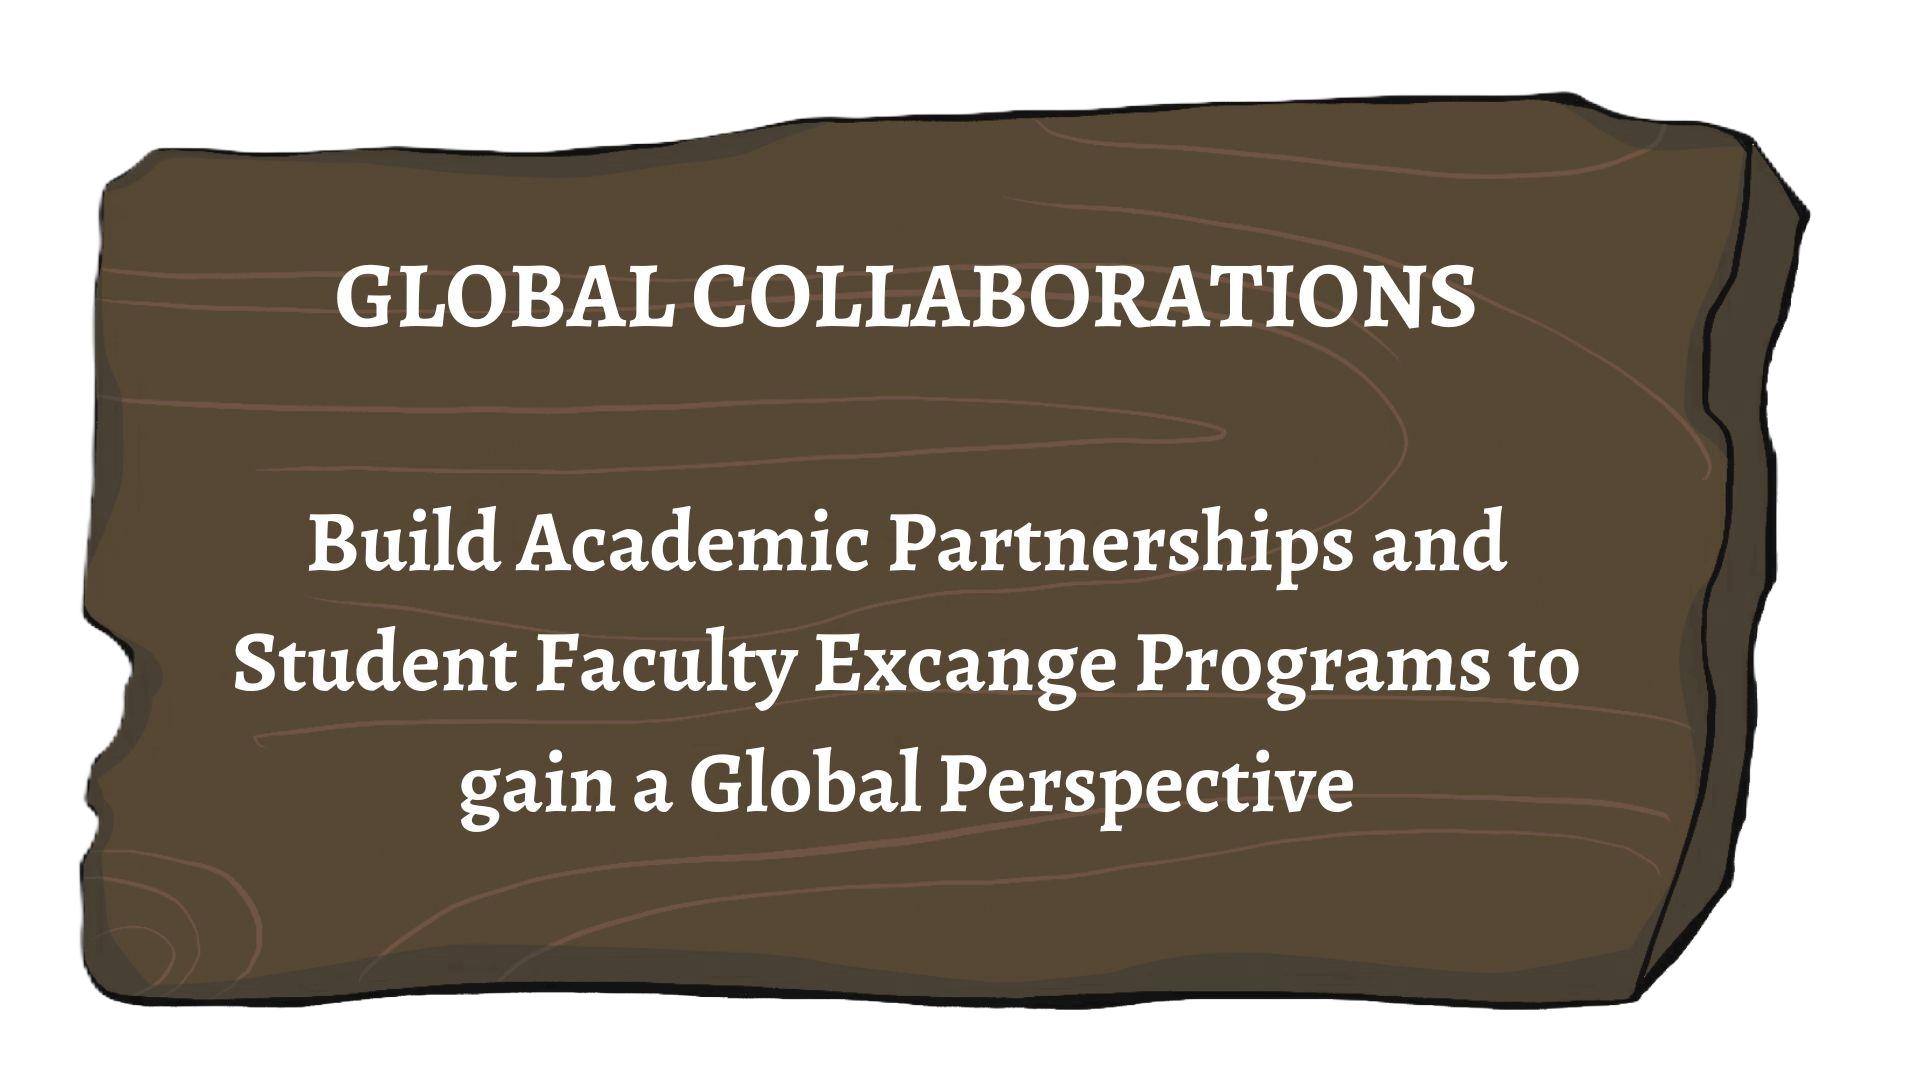 GLOBAL COLLABORATIONS
Build Academic Partnerships and
Student Faculty Excange Programs to
gain a Global Perspective